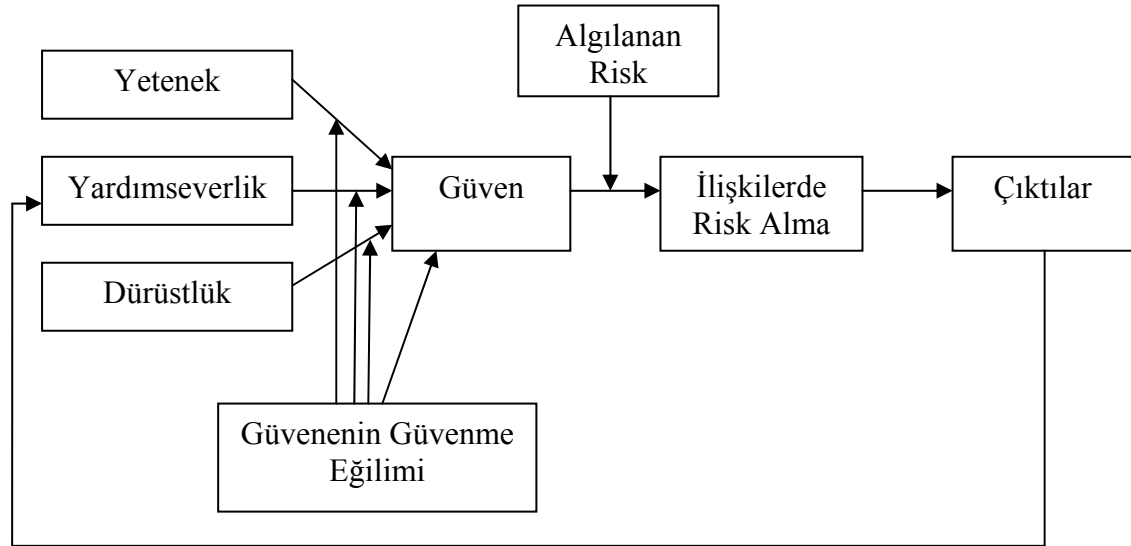 Algılanan
Risk
Yetenek
Yardımseverlik
Güven
İlişkilerde
Risk Alma
Çıktılar
Dürüstlük
Güvenenin Güvenme
Eğilimi